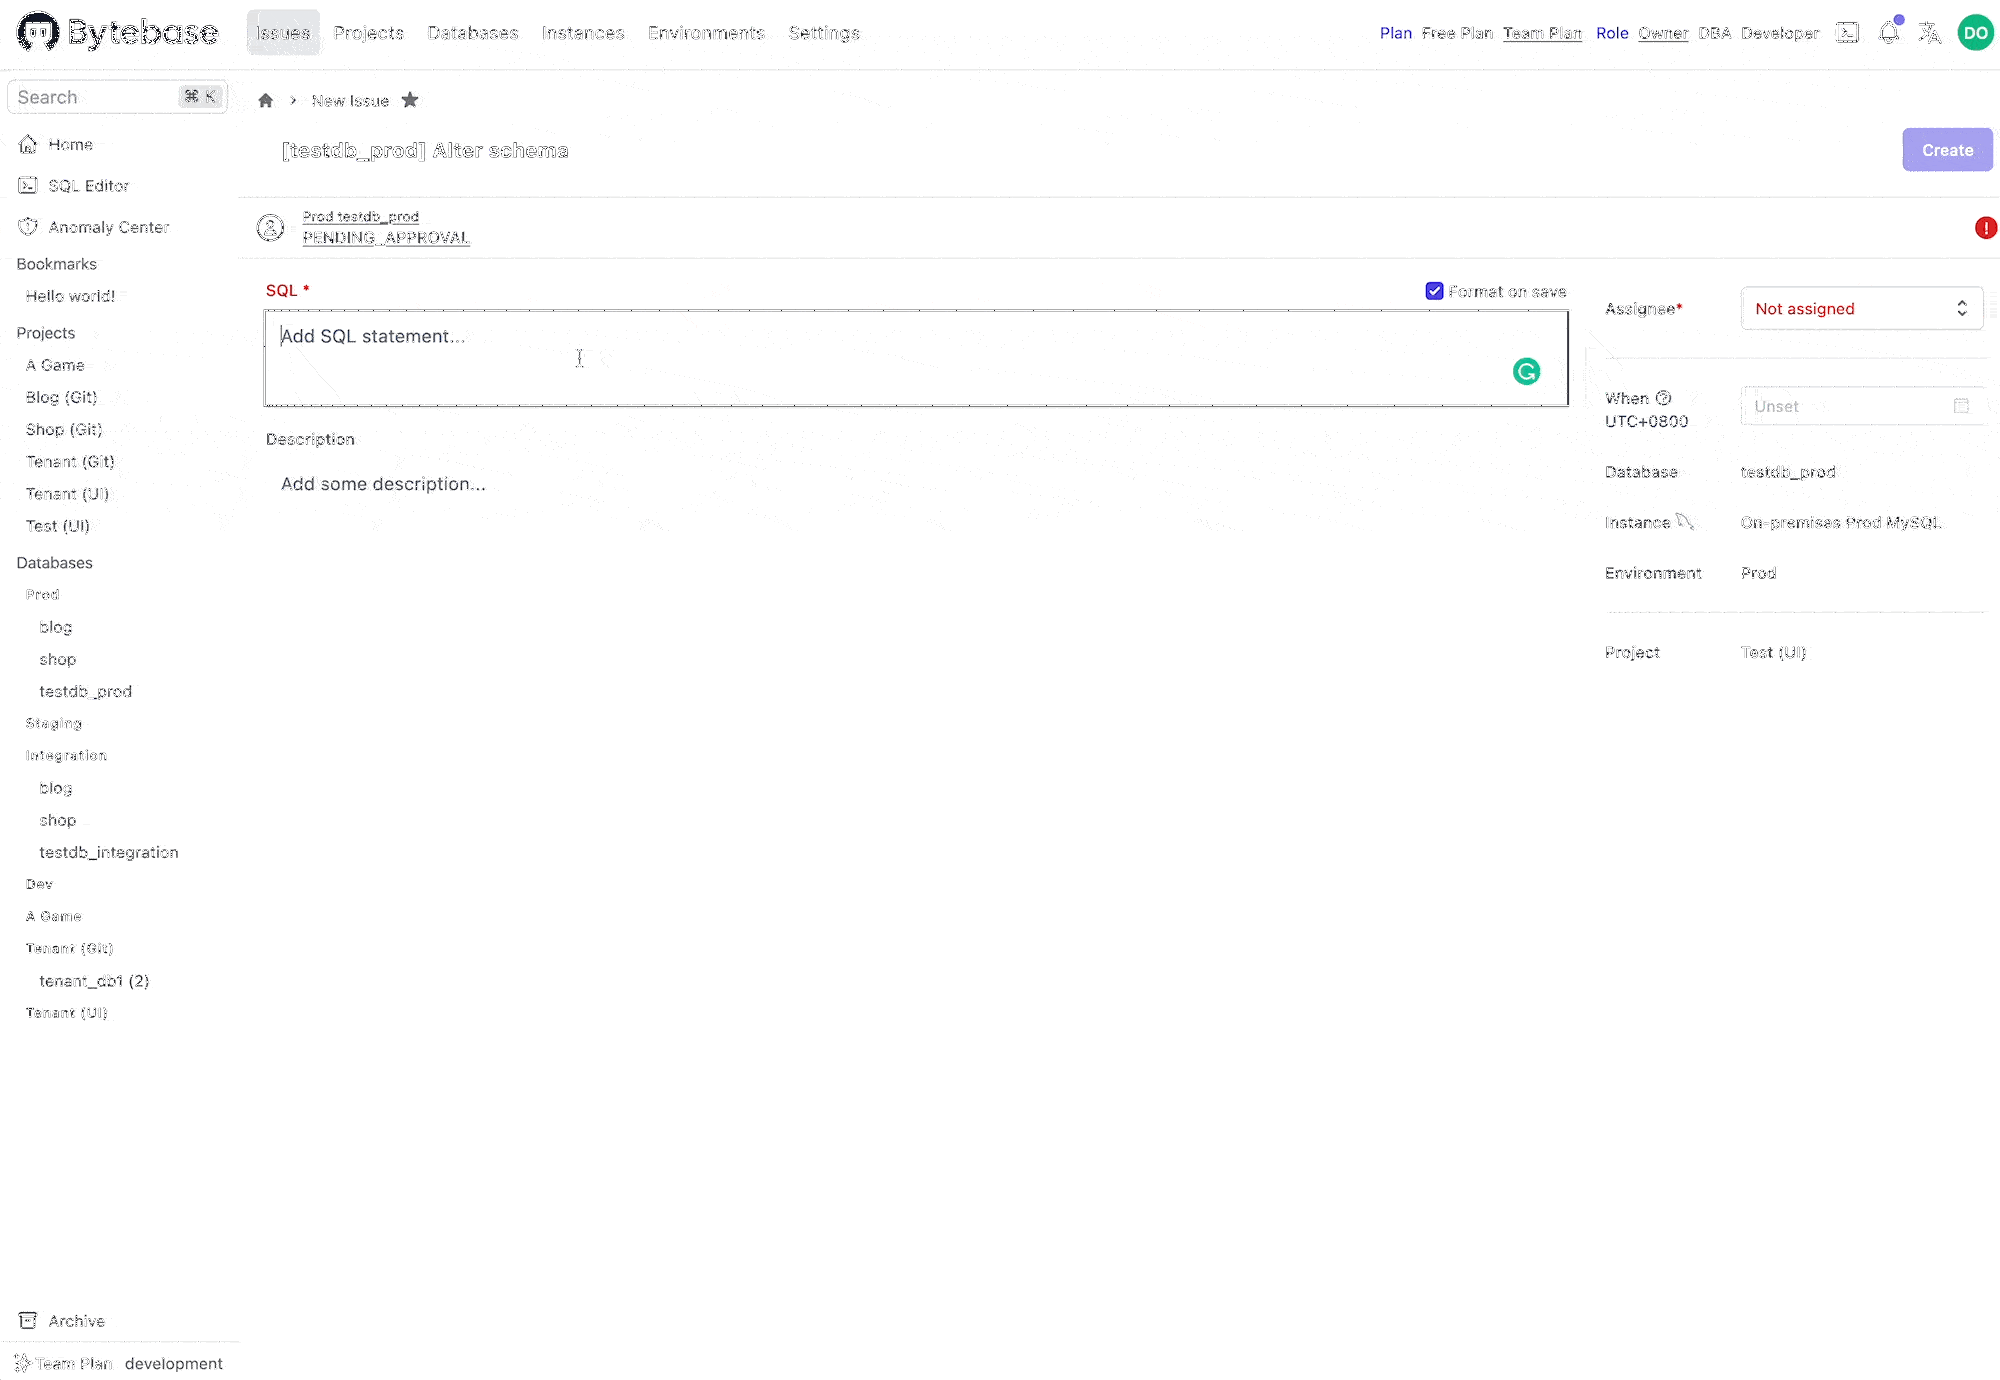 Bytebase
Issues Projects Databases Instances Environments Settings
Plan Free Plan Team Plan Role Owner DBA Developer DO
Search ⌘ K
Home
SQL Editor
Anomaly Center
Bookmarks
Hello world!
Projects
A Game
Blog (Git)
Shop (Git)
Tenant (Git)
Tenant (UI)
Test (UI)
Databases
Prod
blog
shop
testdb_prod
Staging
Integration
blog
shop
testdb_integration
Dev
A Game
Tenant (Git)
tenant_db1 (2)
Tenant (UI)
Archive
Team Plan development
New Issue
[testdb_prod] Alter schema
Create
Prod testdb_prod
PENDING_APPROVAL
SQL *
Format on save
Add SQL statement...
Description
Add some description...
Assignee* Not assigned
When Unset
UTC+0800
Database testdb_prod
Instance On-premises Prod MySQL
Environment Prod
Project Test (UI)